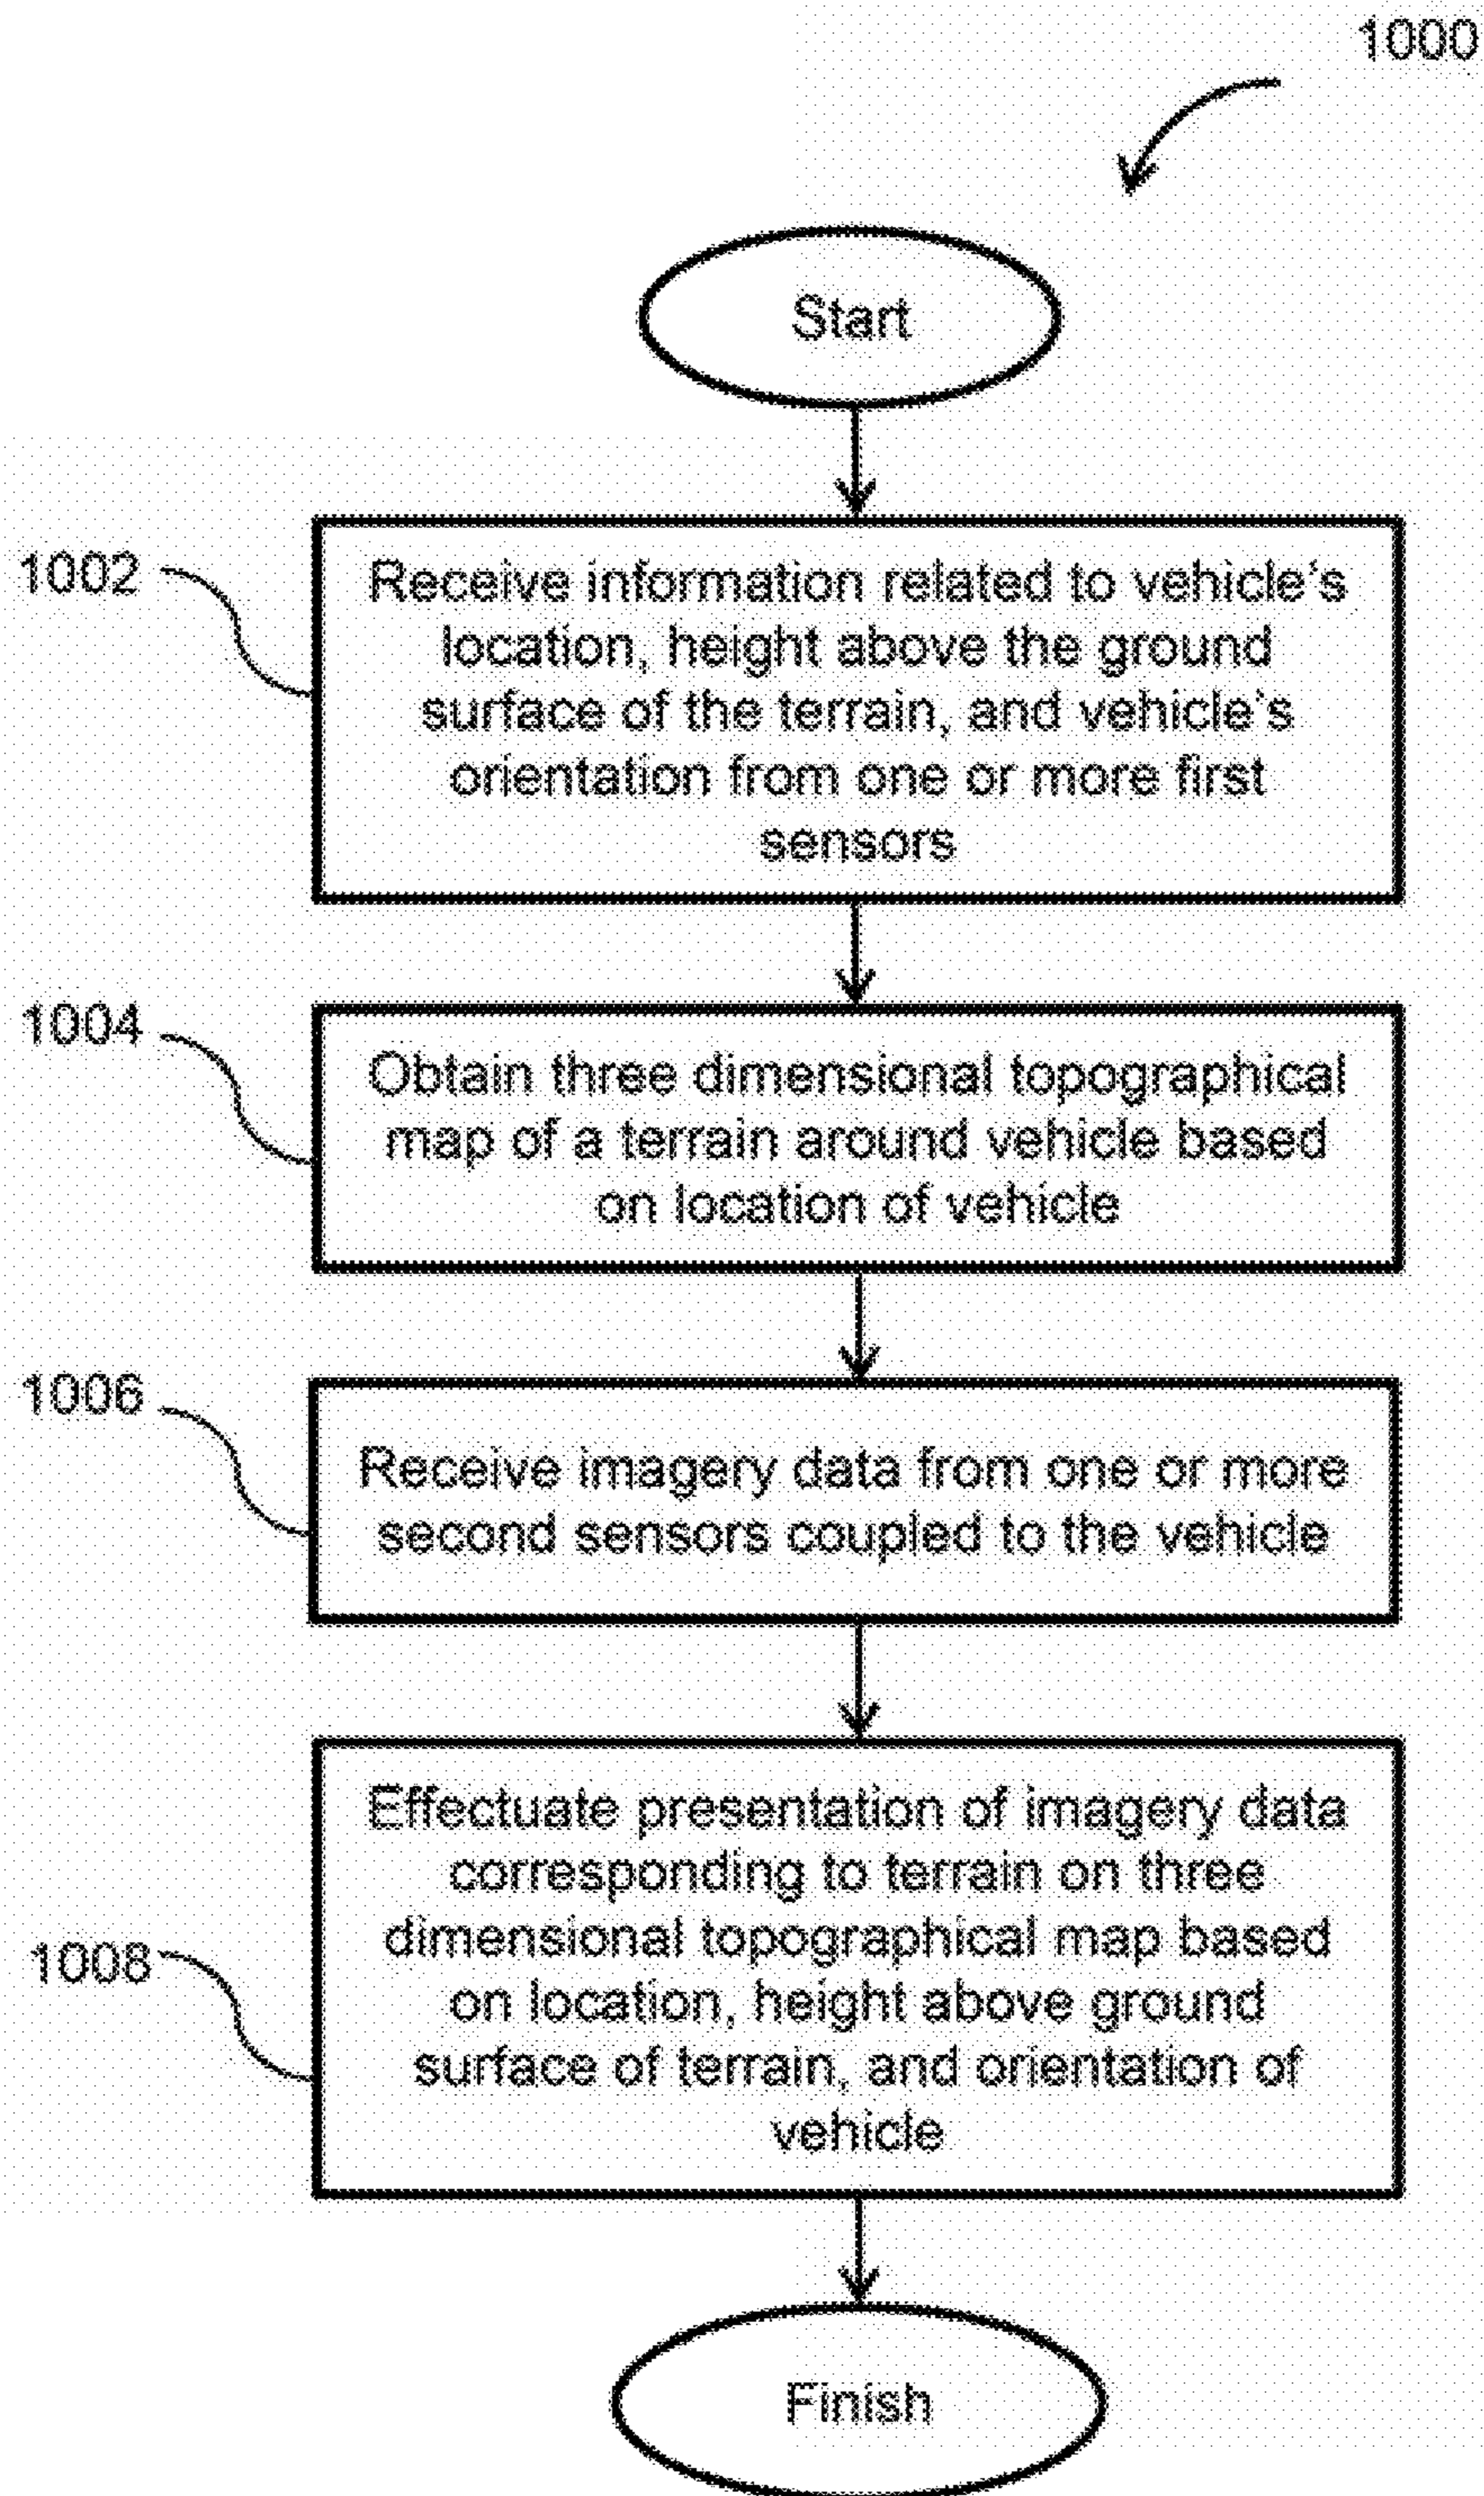 1000
Start
1002
Receive information related to vehicle's
location, height above the ground
surface of the terrain, and vehicle's
orientation from one or more first
sensors
1004
Obtain three dimensional topographical
map of a terrain around vehicle based
on location of vehicle
1006
Receive imagery data from one or more
second sensors coupled to the vehicle
1008
Effectuate presentation of imagery data
corresponding to terrain on three
dimensional topographical map based
on location, height above ground
surface of terrain, and orientation of
vehicle
Finish